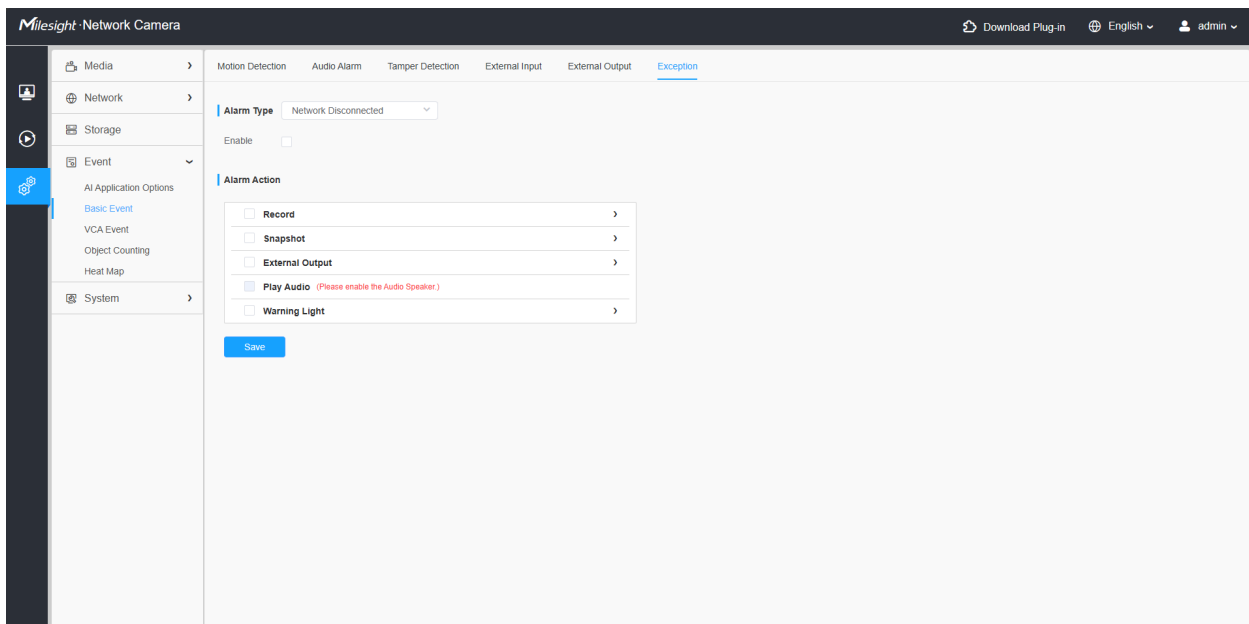 Milesight·Network Camera
Download Plug-in
English
admin
Media
Network
Storage
Event
AI Application Options
Basic Event
VCA Event
Object Counting
Heat Map
System
Motion Detection Audio Alarm Tamper Detection External Input External Output Exception
Alarm Type Network Disconnected
Enable
Alarm Action
Record
Snapshot
External Output
Play Audio (Please enable the Audio Speaker.)
Warning Light
Save